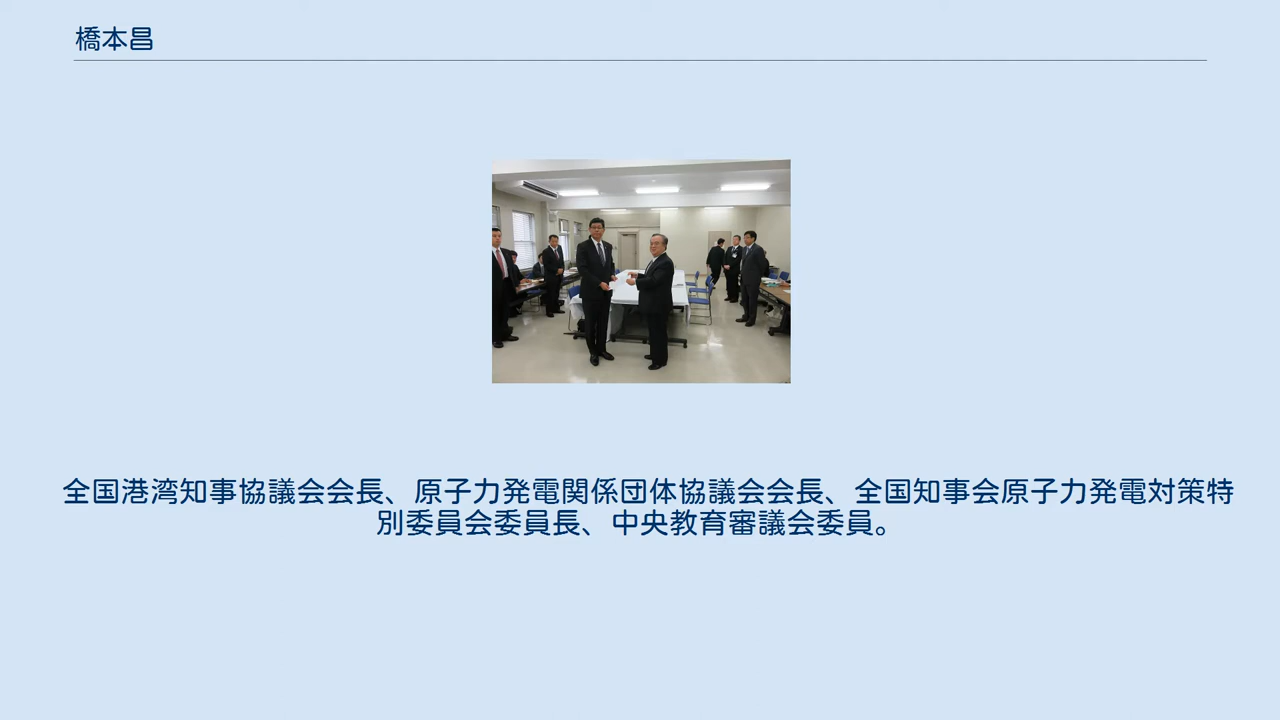 橋本昌
全国港湾知事協議会会長、原子力発電関係団体協議会会長、全国知事会原子力発電対策特
別委員会委員長、中央教育審議会委員。